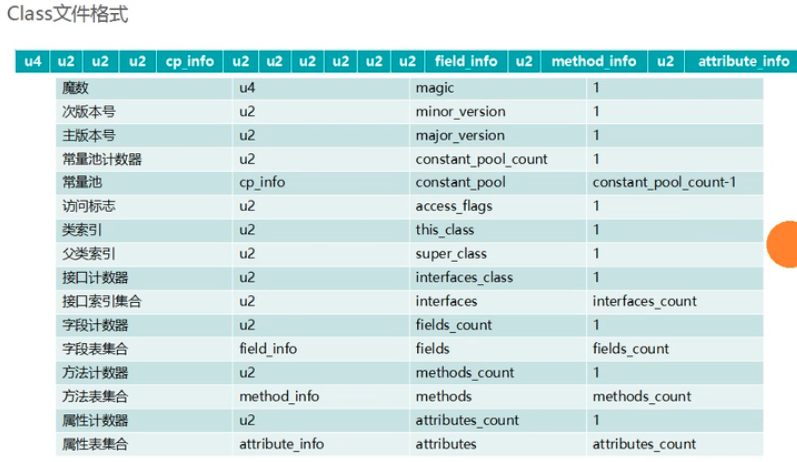 Class文件格式
u4 u2 u2 u2 cp_info u2 u2 u2 u2 u2 u2 field_info u2 method_info u2 attribute_info
魔数 u4 magic 1
次版本号 u2 minor_version 1
主版本号 u2 major_version 1
常量池计数器 u2 constant_pool_count 1
常量池 cp_info constant_pool constant_pool_count-1
访问标志 u2 access_flags 1
类索引 u2 this_class 1
父类索引 u2 super_class 1
接口计数器 u2 interfaces_class 1
接口索引集合 u2 interfaces interfaces_count
字段计数器 u2 fields_count 1
字段表集合 field_info fields fields_count
方法计数器 u2 methods_count 1
方法表集合 method_info methods methods_count
属性计数器 u2 attributes_count 1
属性表集合 attribute_info attributes attributes_count